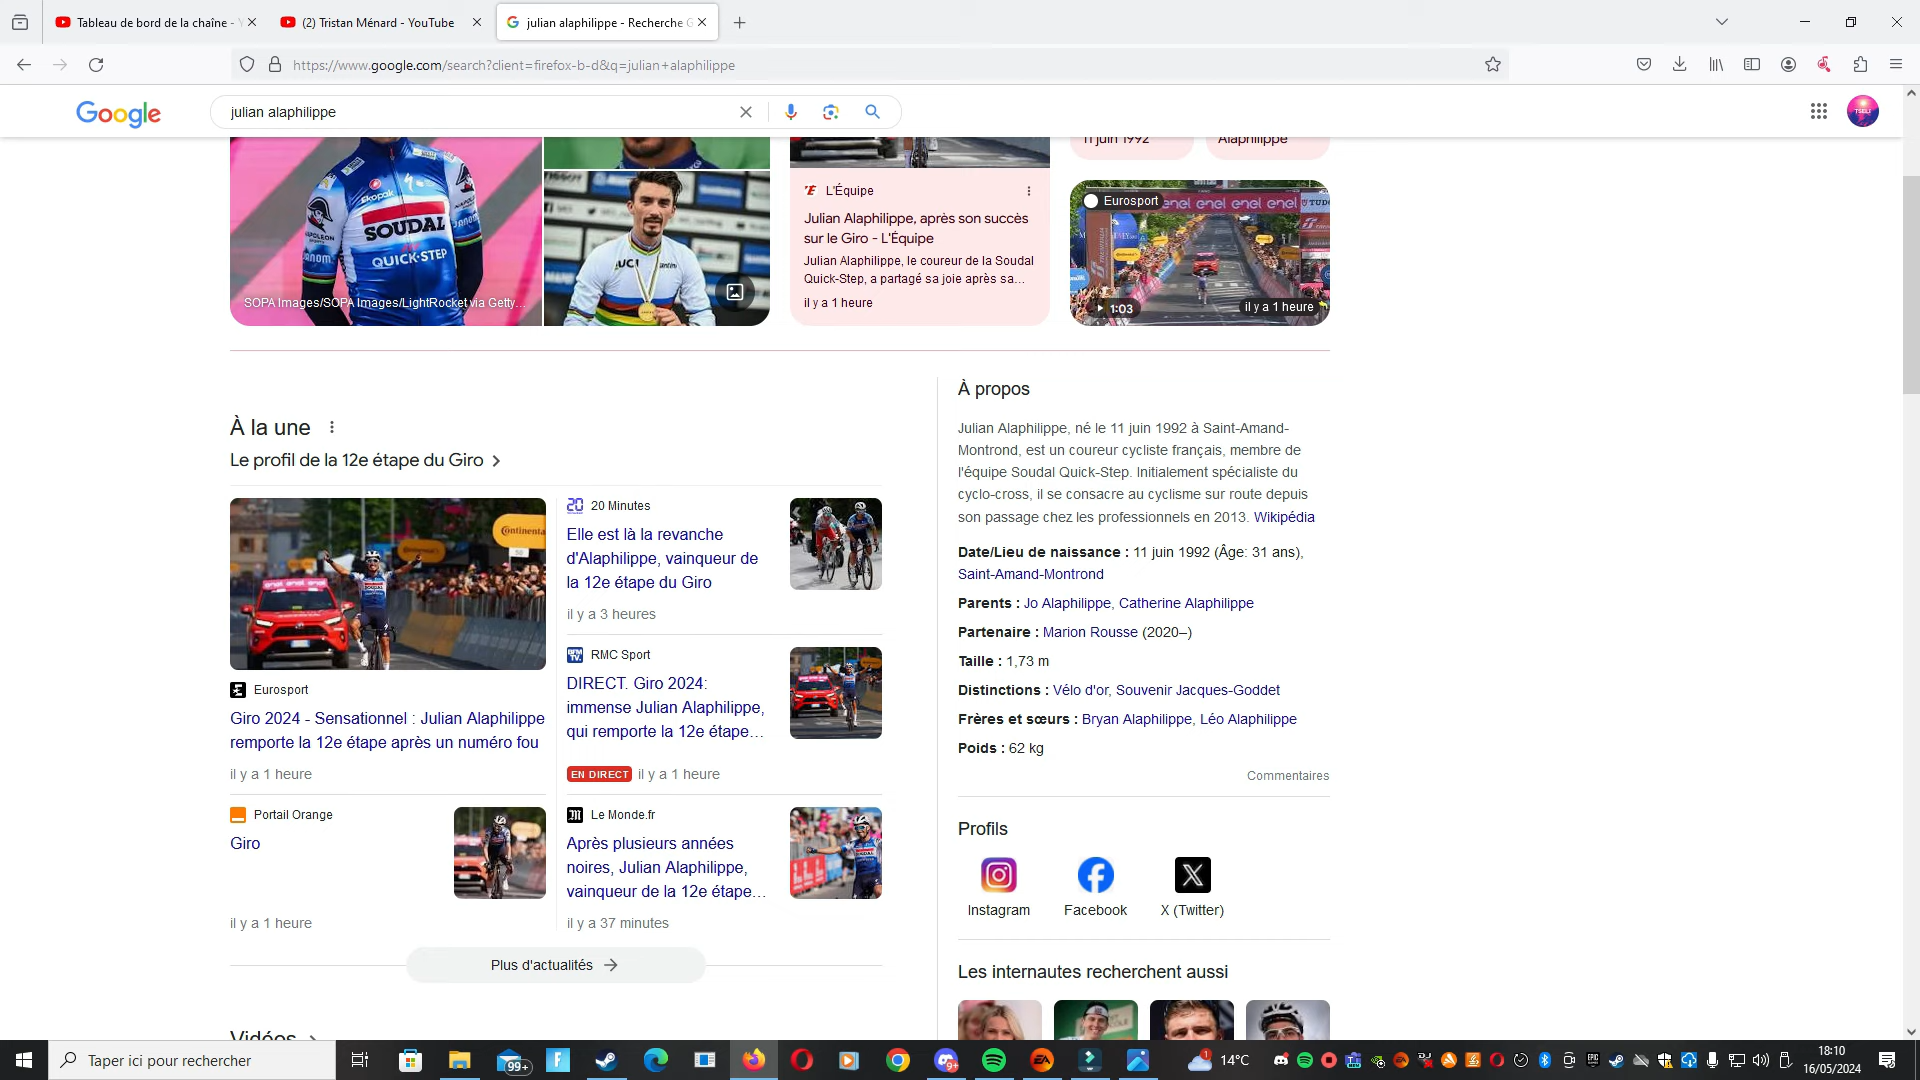 Tableau de bord de la chaîne -
(2) Tristan Ménard - YouTube
julian alaphilippe - Recherche G
https://www.google.com/search?client=firefox-b-d&q=julian+alaphilippe
Google
julian alaphilippe
Ekopak
SOUDAL
QUICK-STEP
SOPA Images/SOPA Images/LightRocket via Getty...
L'Équipe
Julian Alaphilippe, après son succès
sur le Giro - L'Équipe
Julian Alaphilippe, le coureur de la Soudal
Quick-Step, a partagé sa joie après sa...
il y a 1 heure
11 juin 1992
Alaphilippe
Eurosport
enel enel enel enel
1:03
il y a 1 heure
À la une
Le profil de la 12e étape du Giro
Continental
Eurosport
Giro 2024 - Sensationnel : Julian Alaphilippe
remporte la 12e étape après un numéro fou
il y a 1 heure
20 Minutes
Elle est là la revanche
d'Alaphilippe, vainqueur de
la 12e étape du Giro
il y a 3 heures
RMC Sport
DIRECT. Giro 2024:
immense Julian Alaphilippe,
qui remporte la 12e étape...
EN DIRECT il y a 1 heure
Portail Orange
Giro
il y a 1 heure
Le Monde.fr
Après plusieurs années
noires, Julian Alaphilippe,
vainqueur de la 12e étape...
il y a 37 minutes
Plus d'actualités
Vidéos
À propos
Julian Alaphilippe, né le 11 juin 1992 à Saint-Amand-
Montrond, est un coureur cycliste français, membre de
l'équipe Soudal Quick-Step. Initialement spécialiste du
cyclo-cross, il se consacre au cyclisme sur route depuis
son passage chez les professionnels en 2013. Wikipédia
Date/Lieu de naissance : 11 juin 1992 (Âge: 31 ans),
Saint-Amand-Montrond
Parents : Jo Alaphilippe, Catherine Alaphilippe
Partenaire : Marion Rousse (2020–)
Taille : 1,73 m
Distinctions : Vélo d'or, Souvenir Jacques-Goddet
Frères et sœurs : Bryan Alaphilippe, Léo Alaphilippe
Poids : 62 kg
Commentaires
Profils
Instagram
Facebook
X (Twitter)
Les internautes recherchent aussi
Taper ici pour rechercher
99+
14°C
18:10
16/05/2024